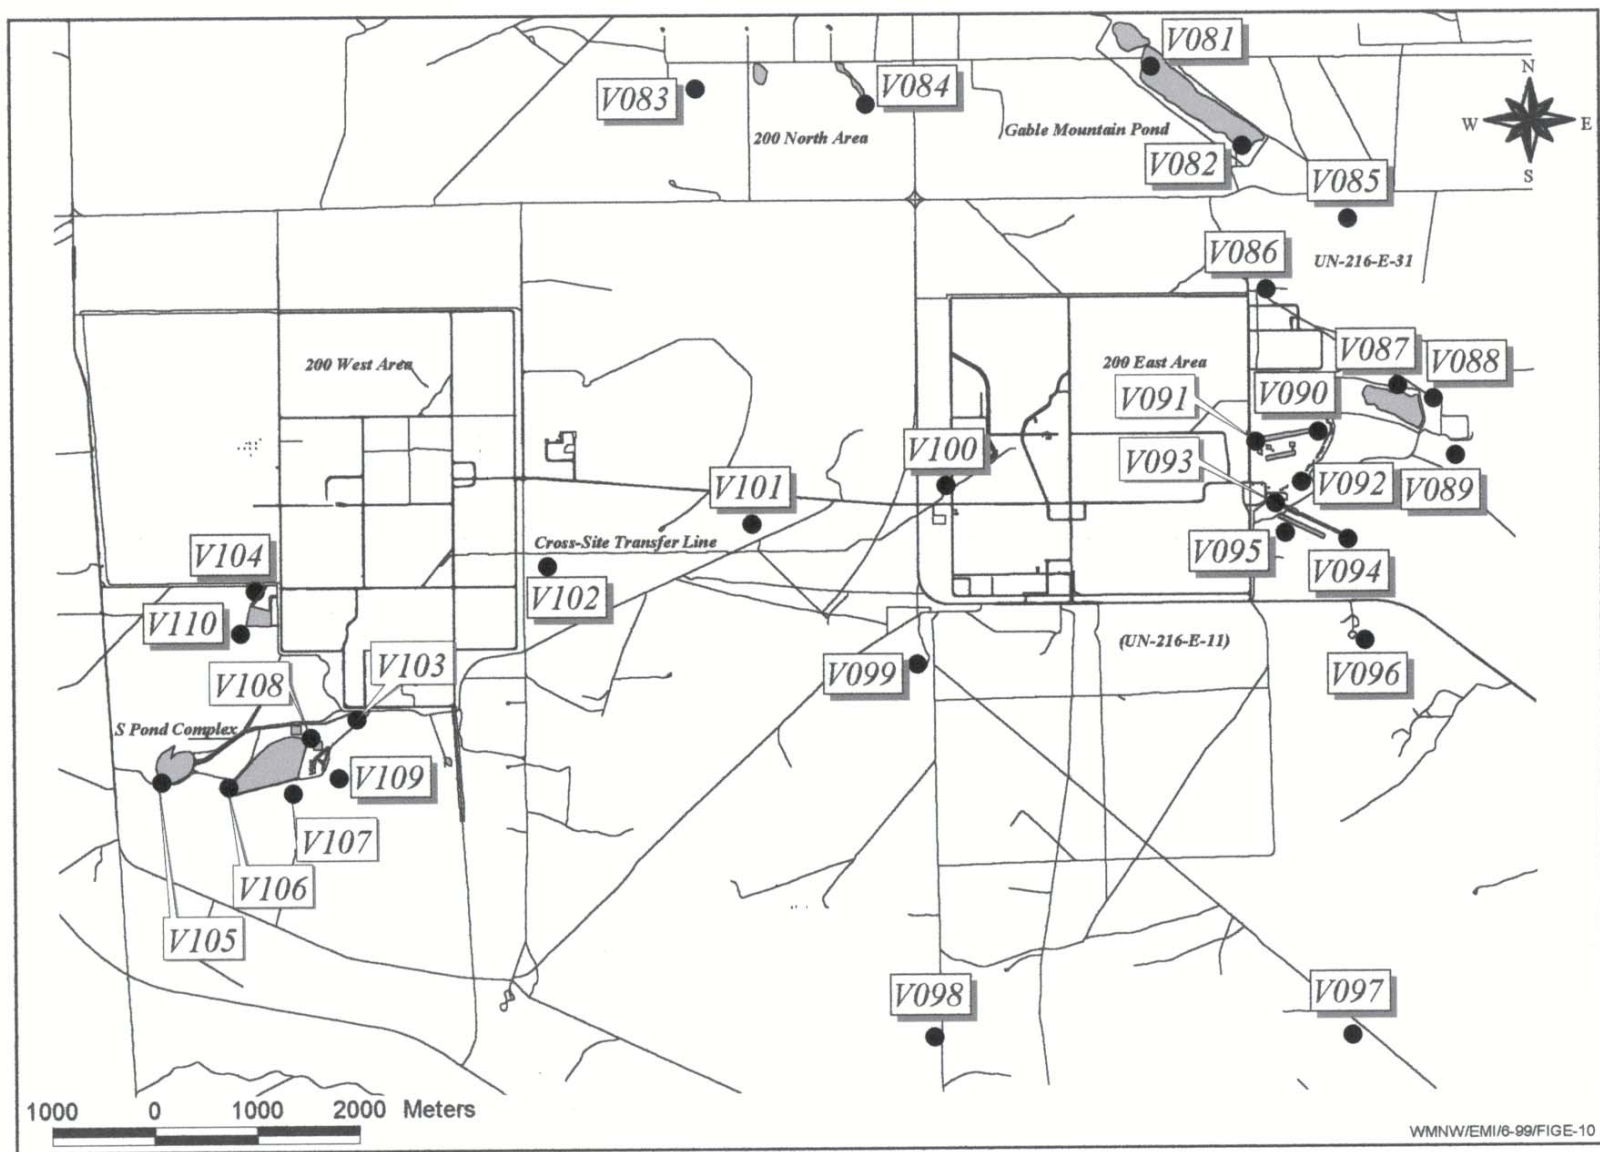 V081
V083
V084
N
Gable Mountain Pond
W
E
200 North Area
V082
S
V085
V086
UN-216-E-31
V087
V088
200 West Area
200 East Area
V091
V090
V100
V093
V101
V092
V089
V104
Cross-Site Transfer Line
V095
V094
V102
V110
(UN-216-E-11)
V103
V099
V096
V108
S Pond Complex
V109
V107
V106
V105
V098
V097
1000 0 1000 2000 Meters
WMNW/EMI/6-99/FIGE-10